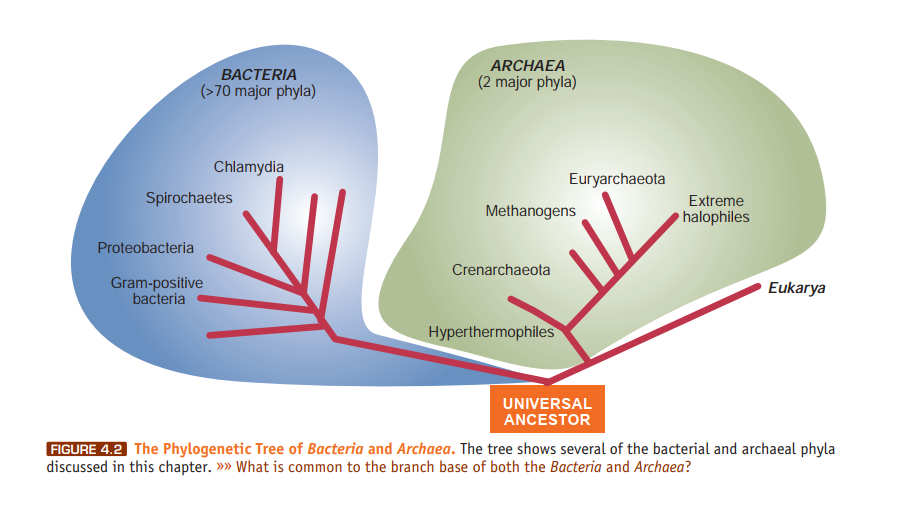 BACTERIA
(>70 major phyla)
ARCHAEA
(2 major phyla)
Chlamydia
Spirochaetes
Proteobacteria
Gram-positive
bacteria
Euryarchaeota
Methanogens
Extreme
halophiles
Crenarchaeota
Hyperthermophiles
Eukarya
UNIVERSAL
ANCESTOR
FIGURE 4.2 The Phylogenetic Tree of Bacteria and Archaea. The tree shows several of the bacterial and archaeal phyla
discussed in this chapter. »» What is common to the branch base of both the Bacteria and Archaea?